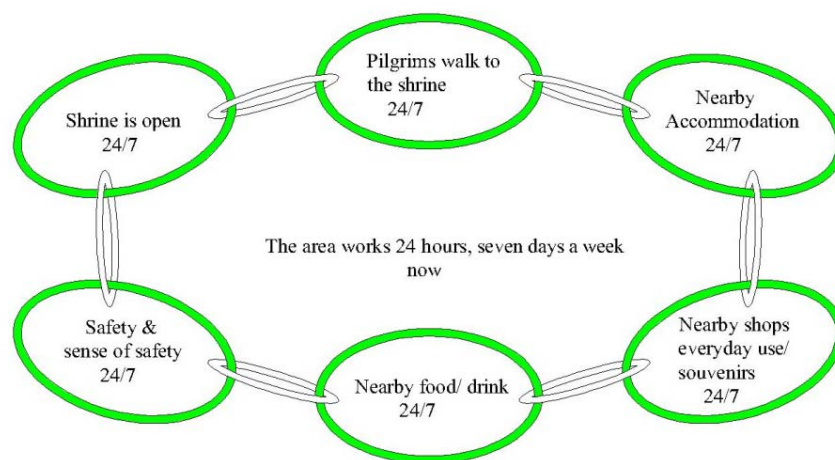 Pilgrims walk to
the shrine
24/7
Shrine is open
24/7
Nearby
Accommodation
24/7
The area works 24 hours, seven days a week
now
Safety &
sense of safety
24/7
Nearby food/ drink
24/7
Nearby shops
everyday use/
souvenirs
24/7